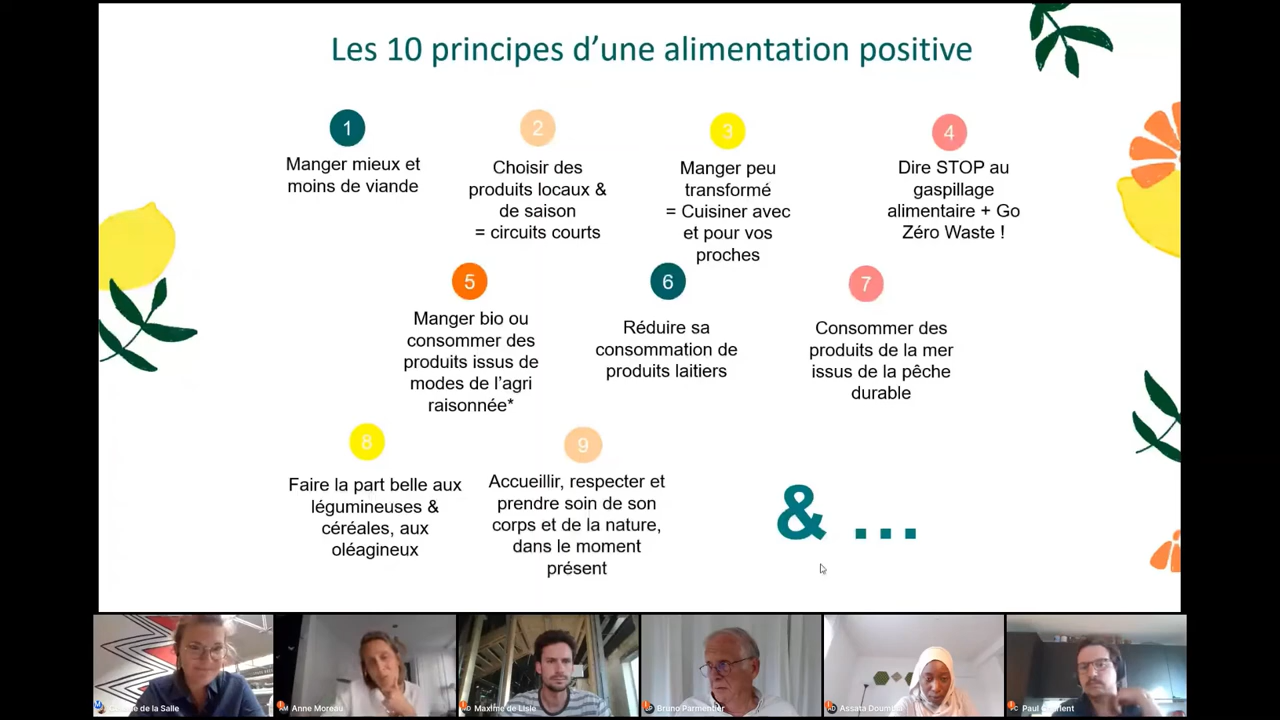 Les 10 principes d'une alimentation positive
1
Manger mieux et
moins de viande
2
Choisir des
produits locaux &
de saison
= circuits courts
3
Manger peu
transformé
= Cuisiner avec
et pour vos
proches
4
Dire STOP au
gaspillage
alimentaire + Go
Zéro Waste !
5
Manger bio ou
consommer des
produits issus de
modes de l'agri
raisonnée*
6
Réduire sa
consommation de
produits laitiers
7
Consommer des
produits de la mer
issus de la pêche
durable
8
Faire la part belle aux
légumineuses &
céréales, aux
oléagineux
9
Accueillir, respecter et
prendre soin de son
corps et de la nature,
dans le moment
présent
& ...
de la Salle
Anne Moreau
Maxime de Lisle
Bruno Parmentier
Assata Doumbia
Paul